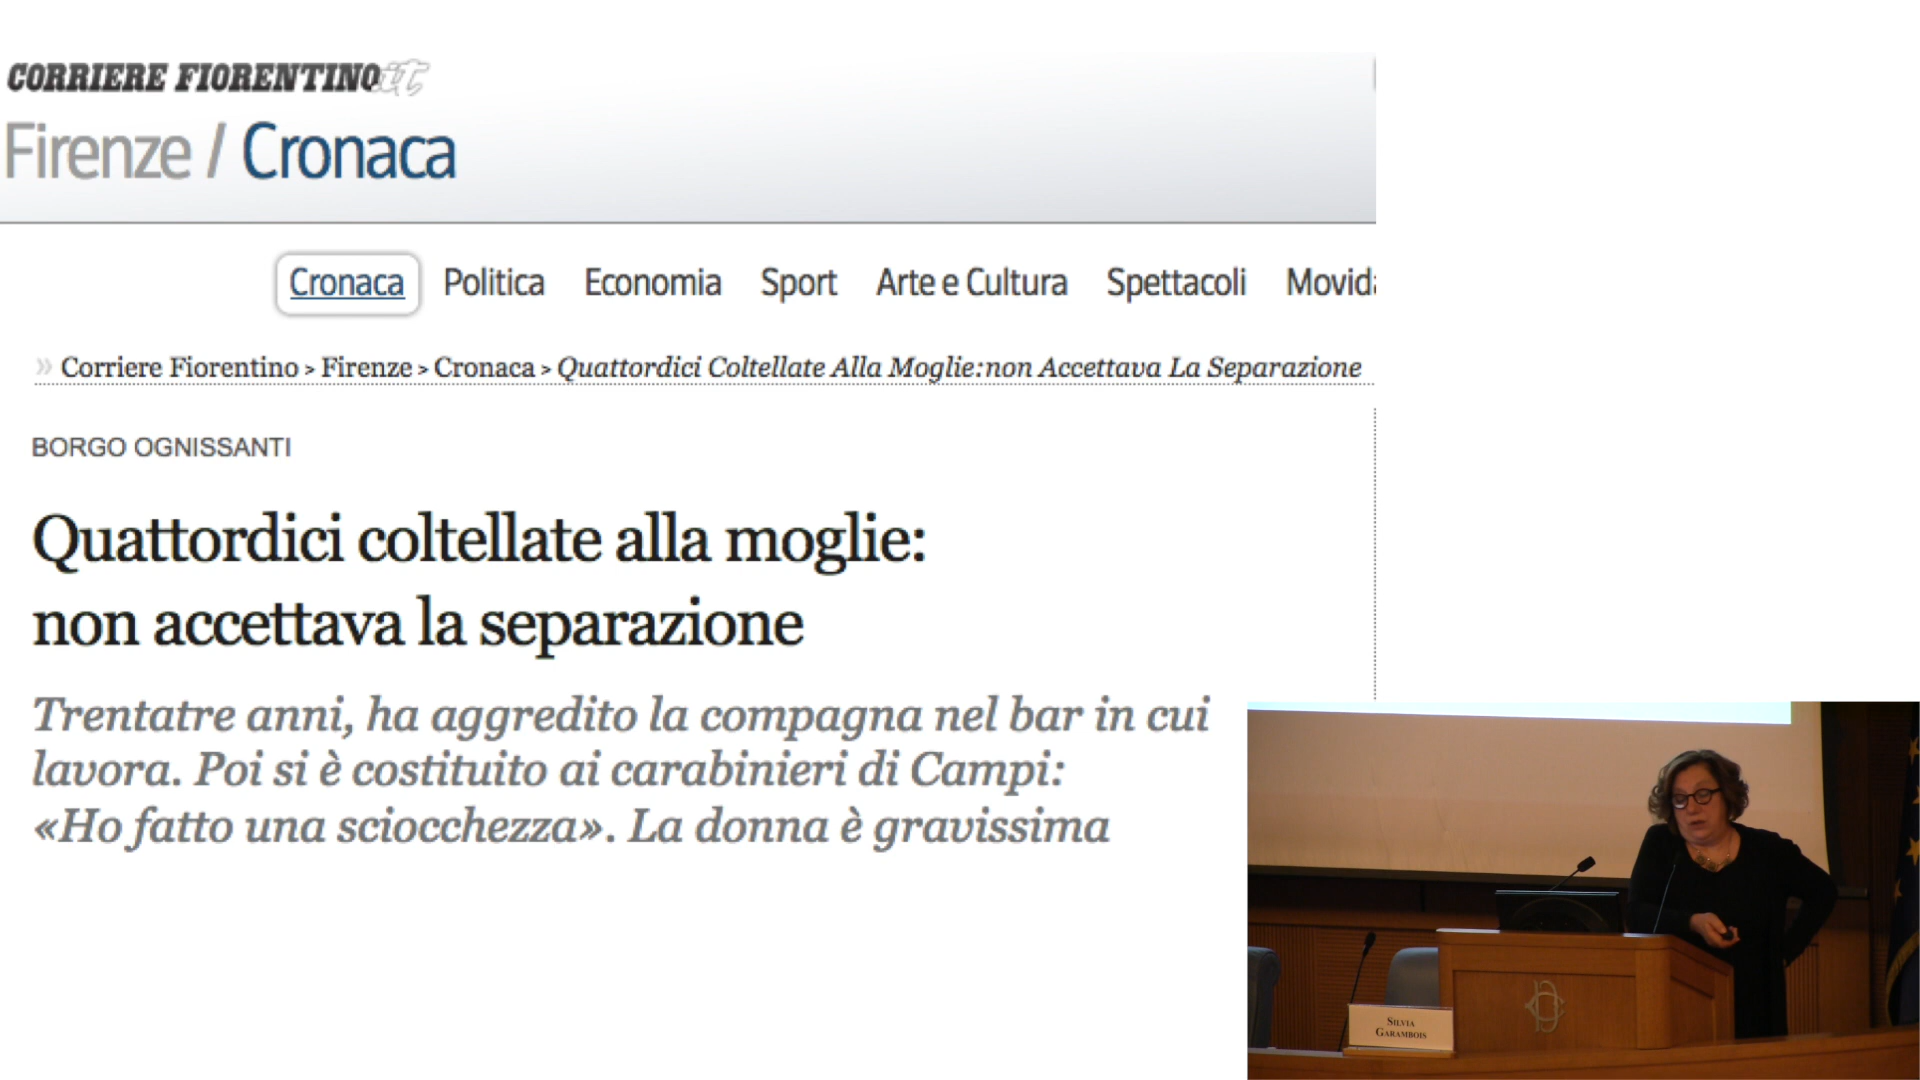 CORRIERE FIORENTINO.it
Firenze / Cronaca
Cronaca Politica Economia Sport Arte e Cultura Spettacoli Movida
» Corriere Fiorentino > Firenze > Cronaca > Quattordici Coltellate Alla Moglie:non Accettava La Separazione
BORGO OGNISSANTI
Quattordici coltellate alla moglie:
non accettava la separazione
Trentatre anni, ha aggredito la compagna nel bar in cui
lavora. Poi si è costituito ai carabinieri di Campi:
«Ho fatto una sciocchezza». La donna è gravissima
SILVIA
GARAMBOIS